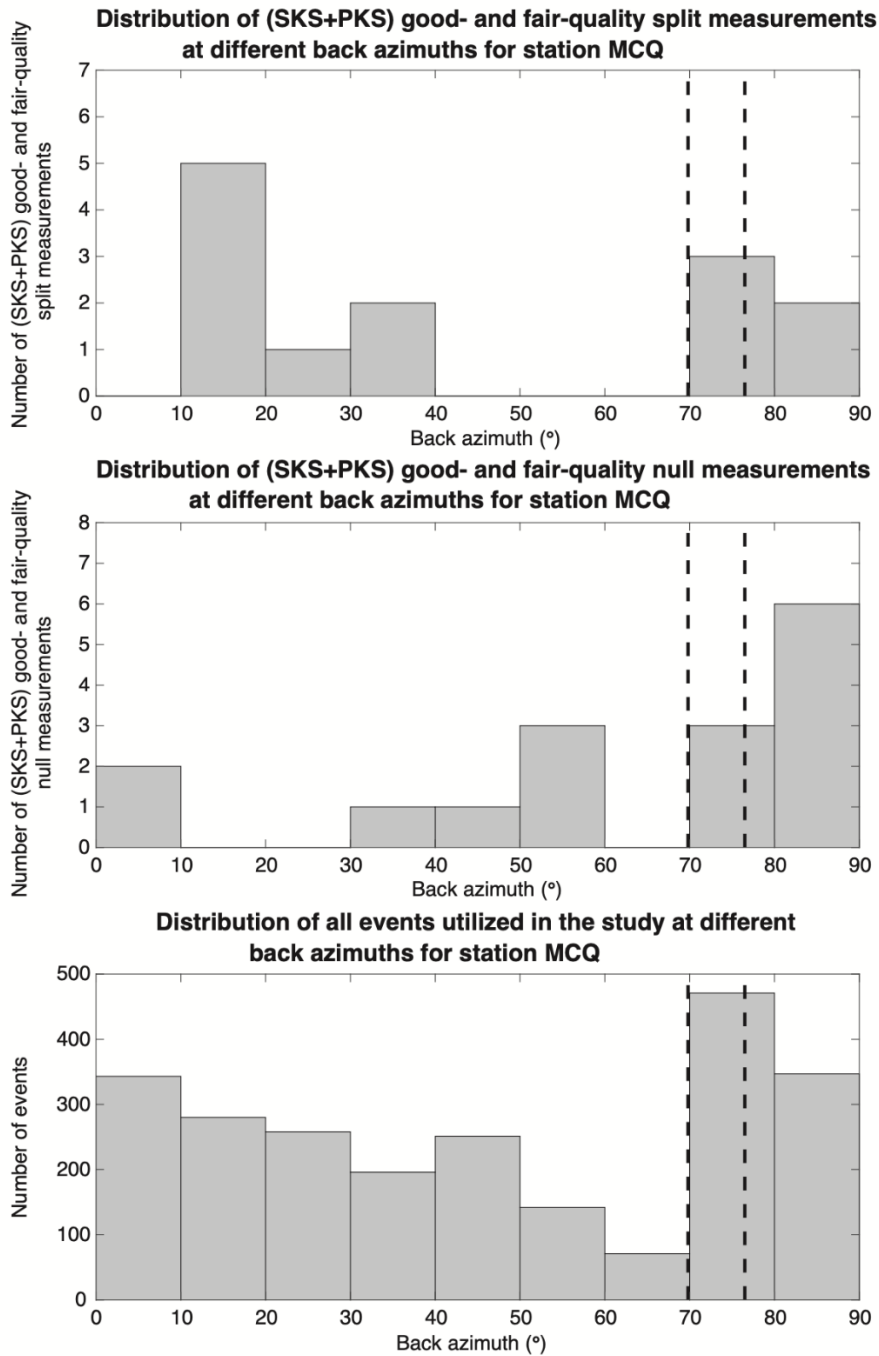 Distribution of (SKS+PKS) good- and fair-quality split measurements
at different back azimuths for station MCQ
Number of (SKS+PKS) good- and fair-quality
split measurements
7
6
5
4
3
2
1
0
0 10 20 30 40 50 60 70 80 90
Back azimuth (°)
Distribution of (SKS+PKS) good- and fair-quality null measurements
at different back azimuths for station MCQ
Number of (SKS+PKS) good- and fair-quality
null measurements
8
7
6
5
4
3
2
1
0
0 10 20 30 40 50 60 70 80 90
Back azimuth (°)
Distribution of all events utilized in the study at different
back azimuths for station MCQ
Number of events
500
400
300
200
100
0
0 10 20 30 40 50 60 70 80 90
Back azimuth (°)